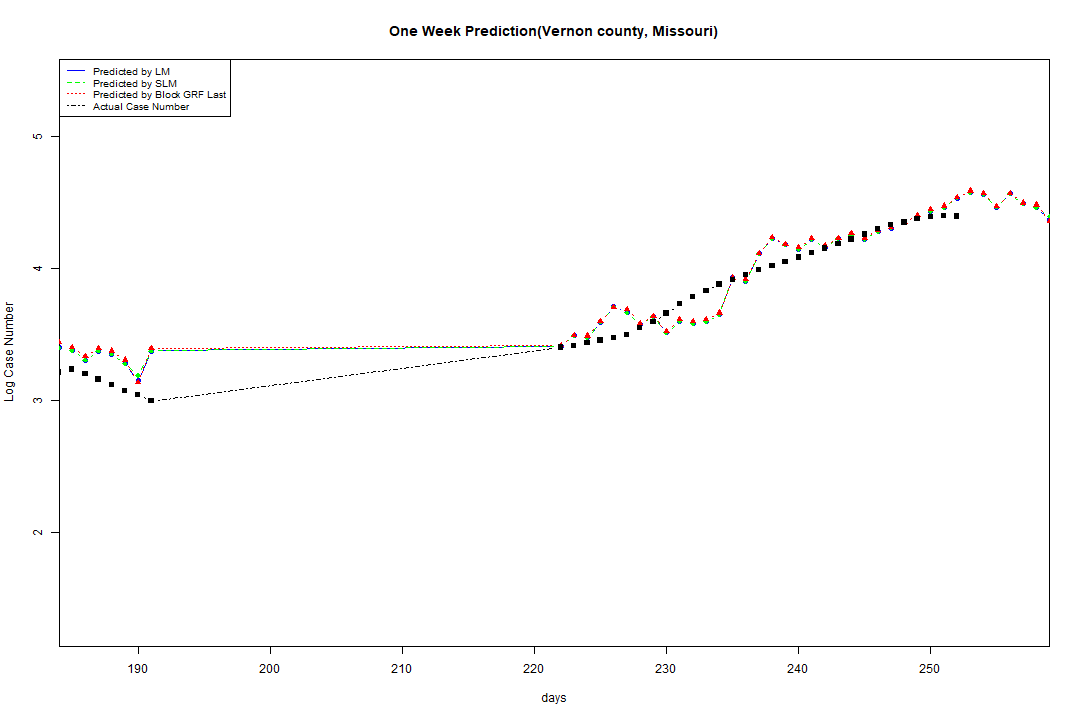 One Week Prediction(Vernon county, Missouri)
Predicted by LM
Predicted by SLM
Predicted by Block GRF Last
Actual Case Number
5
4
3
2
Log Case Number
190 200 210 220 230 240 250
days